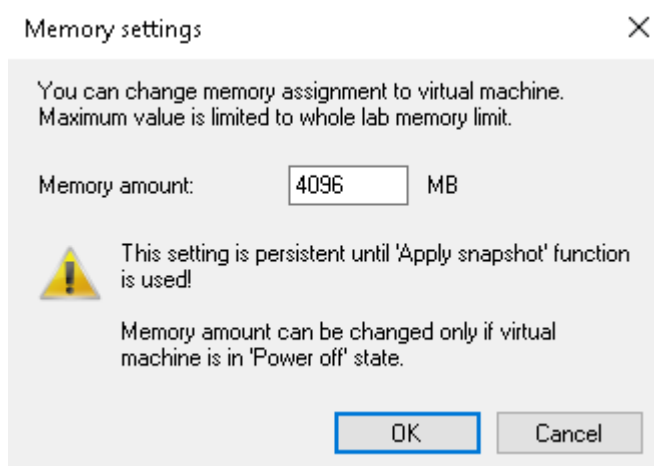 Memory settings
You can change memory assignment to virtual machine.
Maximum value is limited to whole lab memory limit.
Memory amount: 4096 MB
This setting is persistent until 'Apply snapshot' function
is used!
Memory amount can be changed only if virtual
machine is in 'Power off' state.
OK Cancel